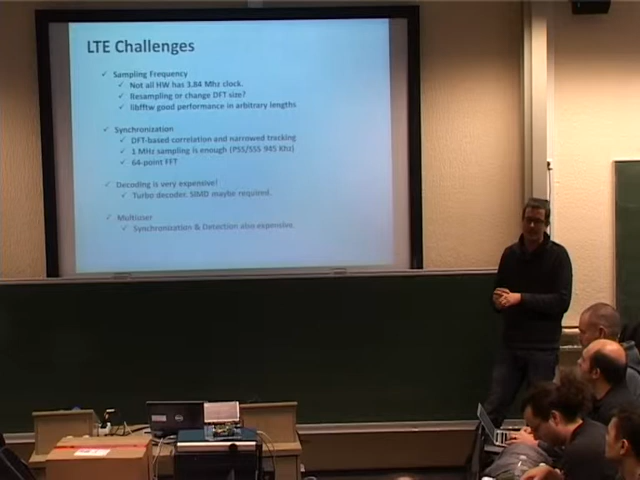 LTE Challenges
Sampling Frequency
Not all HW has 3.84 Mhz clock.
Resampling or change DFT size?
libfftw good performance in arbitrary lengths
Synchronization
DFT-based correlation and narrowed tracking
1 MHz sampling is enough (PSS/SSS 945 Khz)
64-point FFT
Decoding is very expensive!
Turbo decoder. SIMD maybe required.
Multiuser
Synchronization & Detection also expensive.